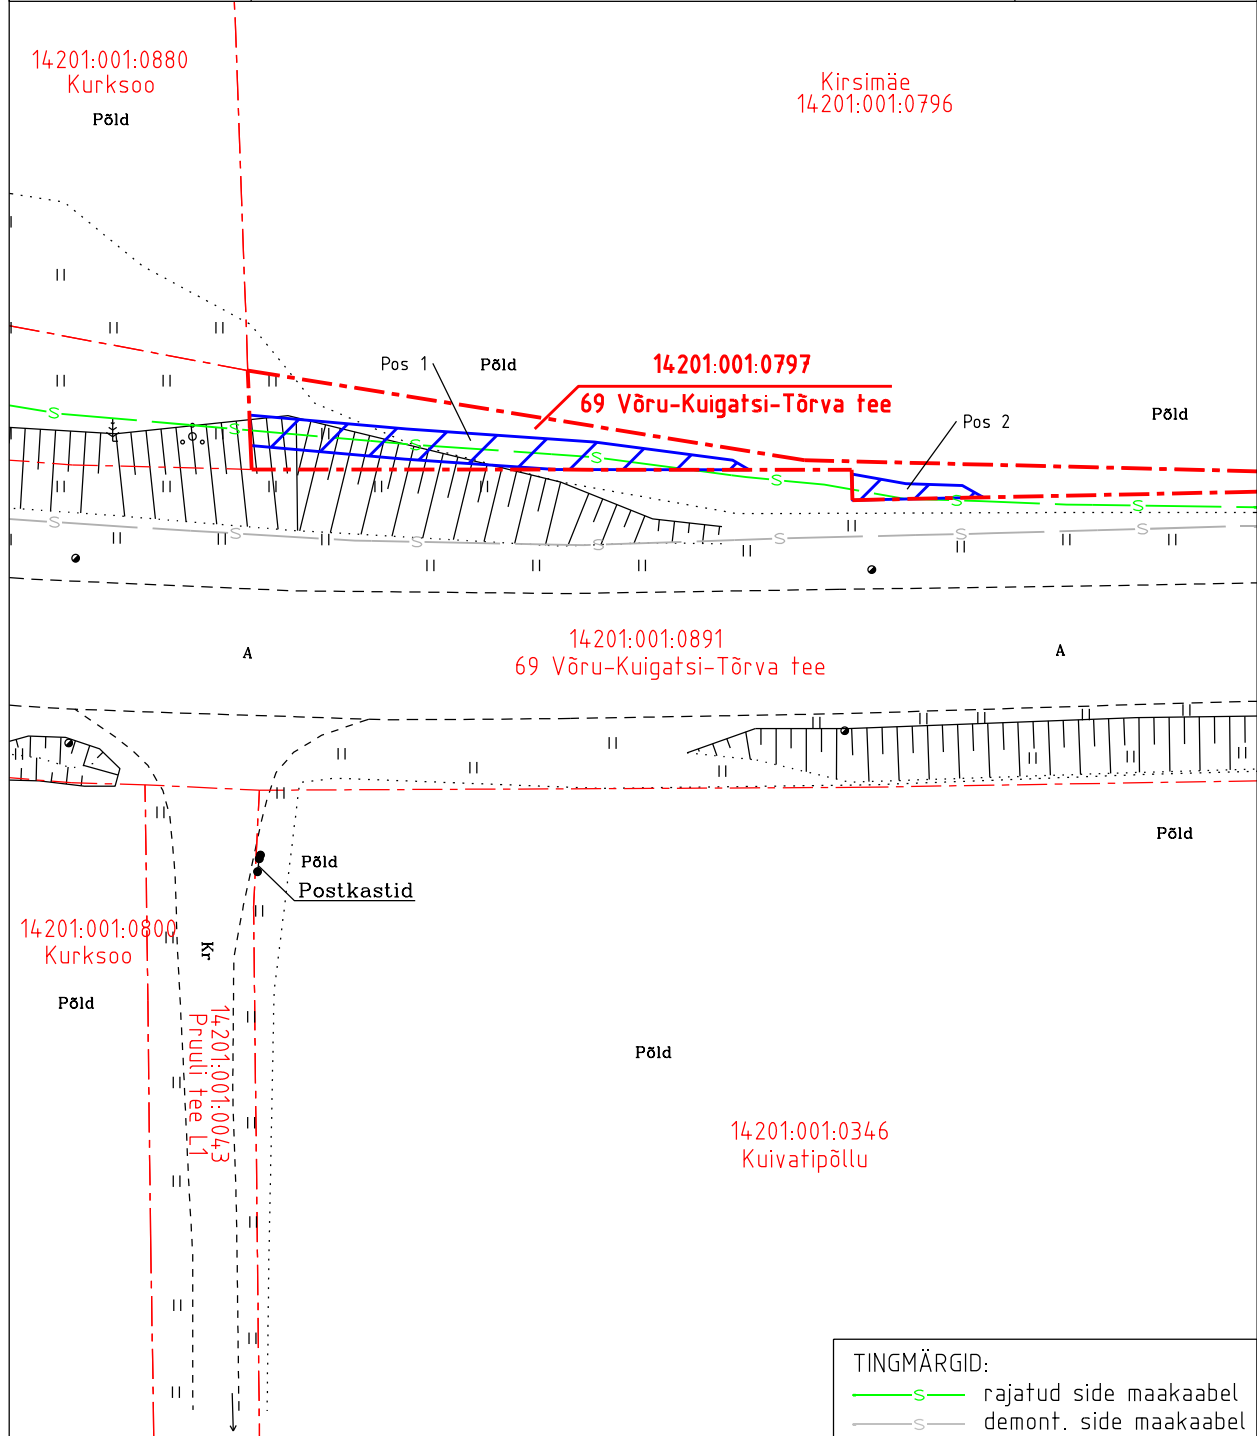 14201:001:0880
Kurksoo
Põld
Kirsimäe
14201:001:0796
Pos 1
Põld
14201:001:0797
69 Võru-Kuigatsi-Tõrva tee
Pos 2
Põld
S
S
S
S
S
S
S
S
S
S
S
S
S
S
14201:001:0891
69 Võru-Kuigatsi-Tõrva tee
A
A
Põld
Põld
Postkastid
14201:001:0800
Kurksoo
Kr
Põld
14201:001:0043
Pruuli tee L1
Põld
14201:001:0346
Kuivatipõllu
TINGMÄRGID:
S rajatud side maakaabel
S demont. side maakaabel